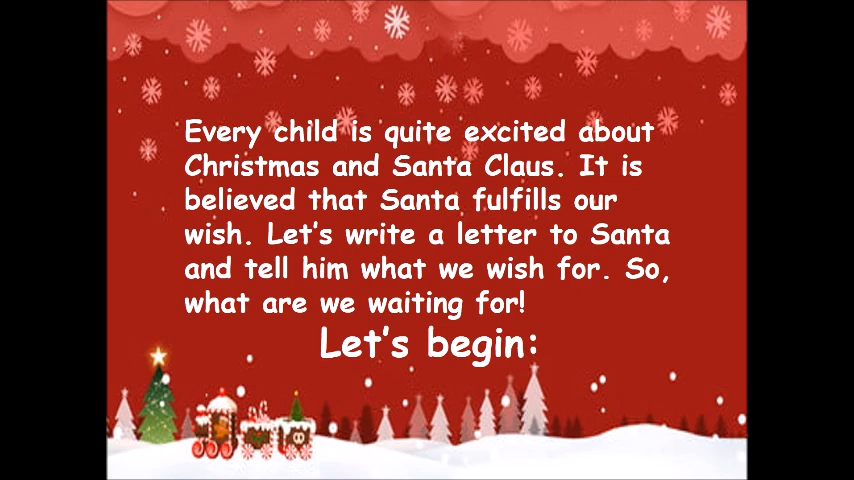 Every child is quite excited about
Christmas and Santa Claus. It is
believed that Santa fulfills our
wish. Let's write a letter to Santa
and tell him what we wish for. So,
what are we waiting for!
Let's begin: